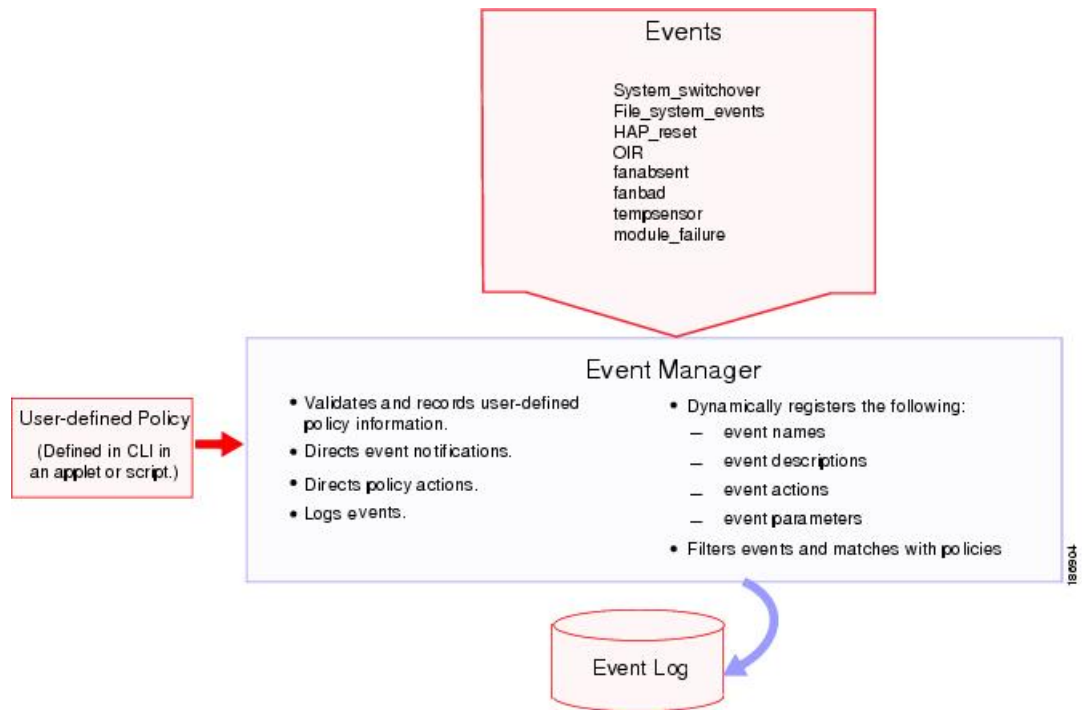 Events
System_switchover
File_system_events
HAP_reset
OIR
fanabsent
fanbad
tempsensor
module_failure
Event Manager
User-defined Policy
(Defined in CLI in
an applet or script.)
• Validates and records user-defined
policy information.
• Directs event notifications.
• Directs policy actions.
• Logs events.
• Dynamically registers the following:
— event names
— event descriptions
— event actions
— event parameters
• Filters events and matches with policies
186904
Event Log